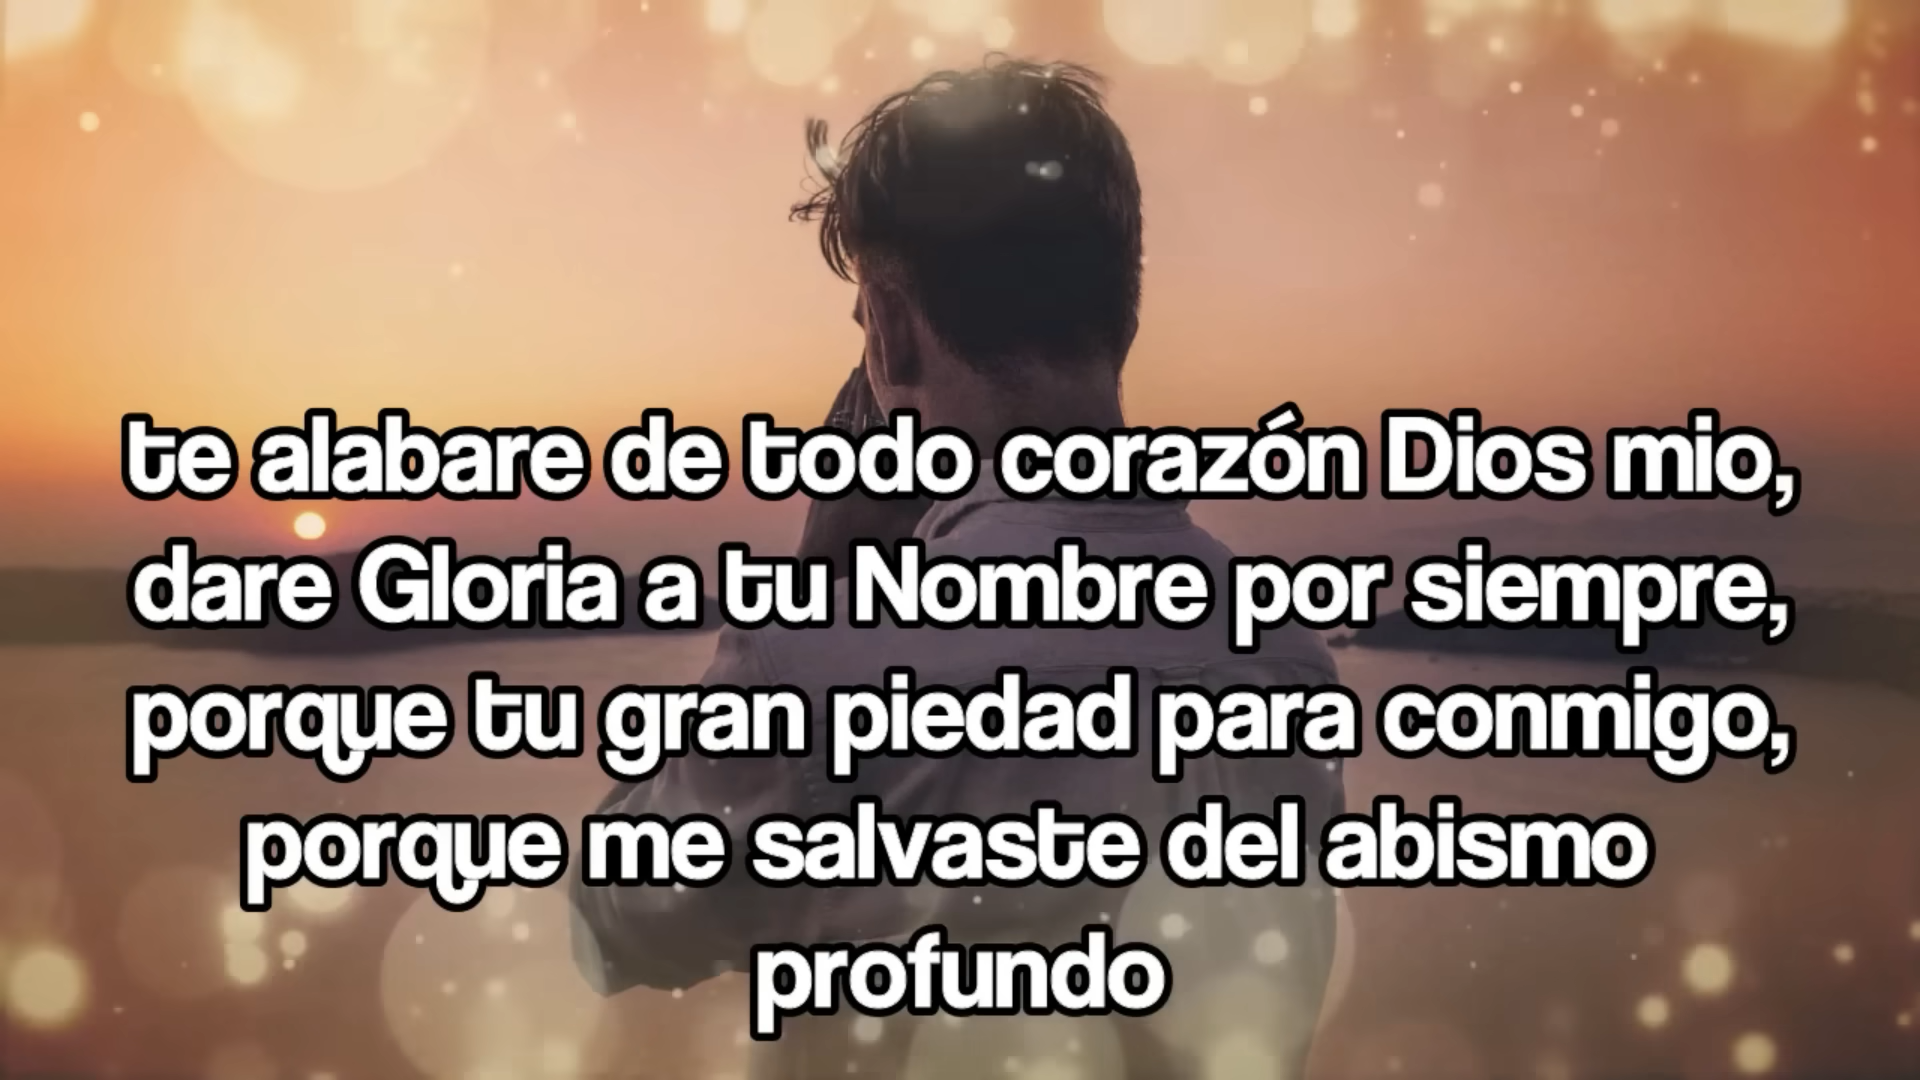 te alabare de todo corazón Dios mio,
dare Gloria a tu Nombre por siempre,
porque tu gran piedad para conmigo,
porque me salvaste del abismo
profundo